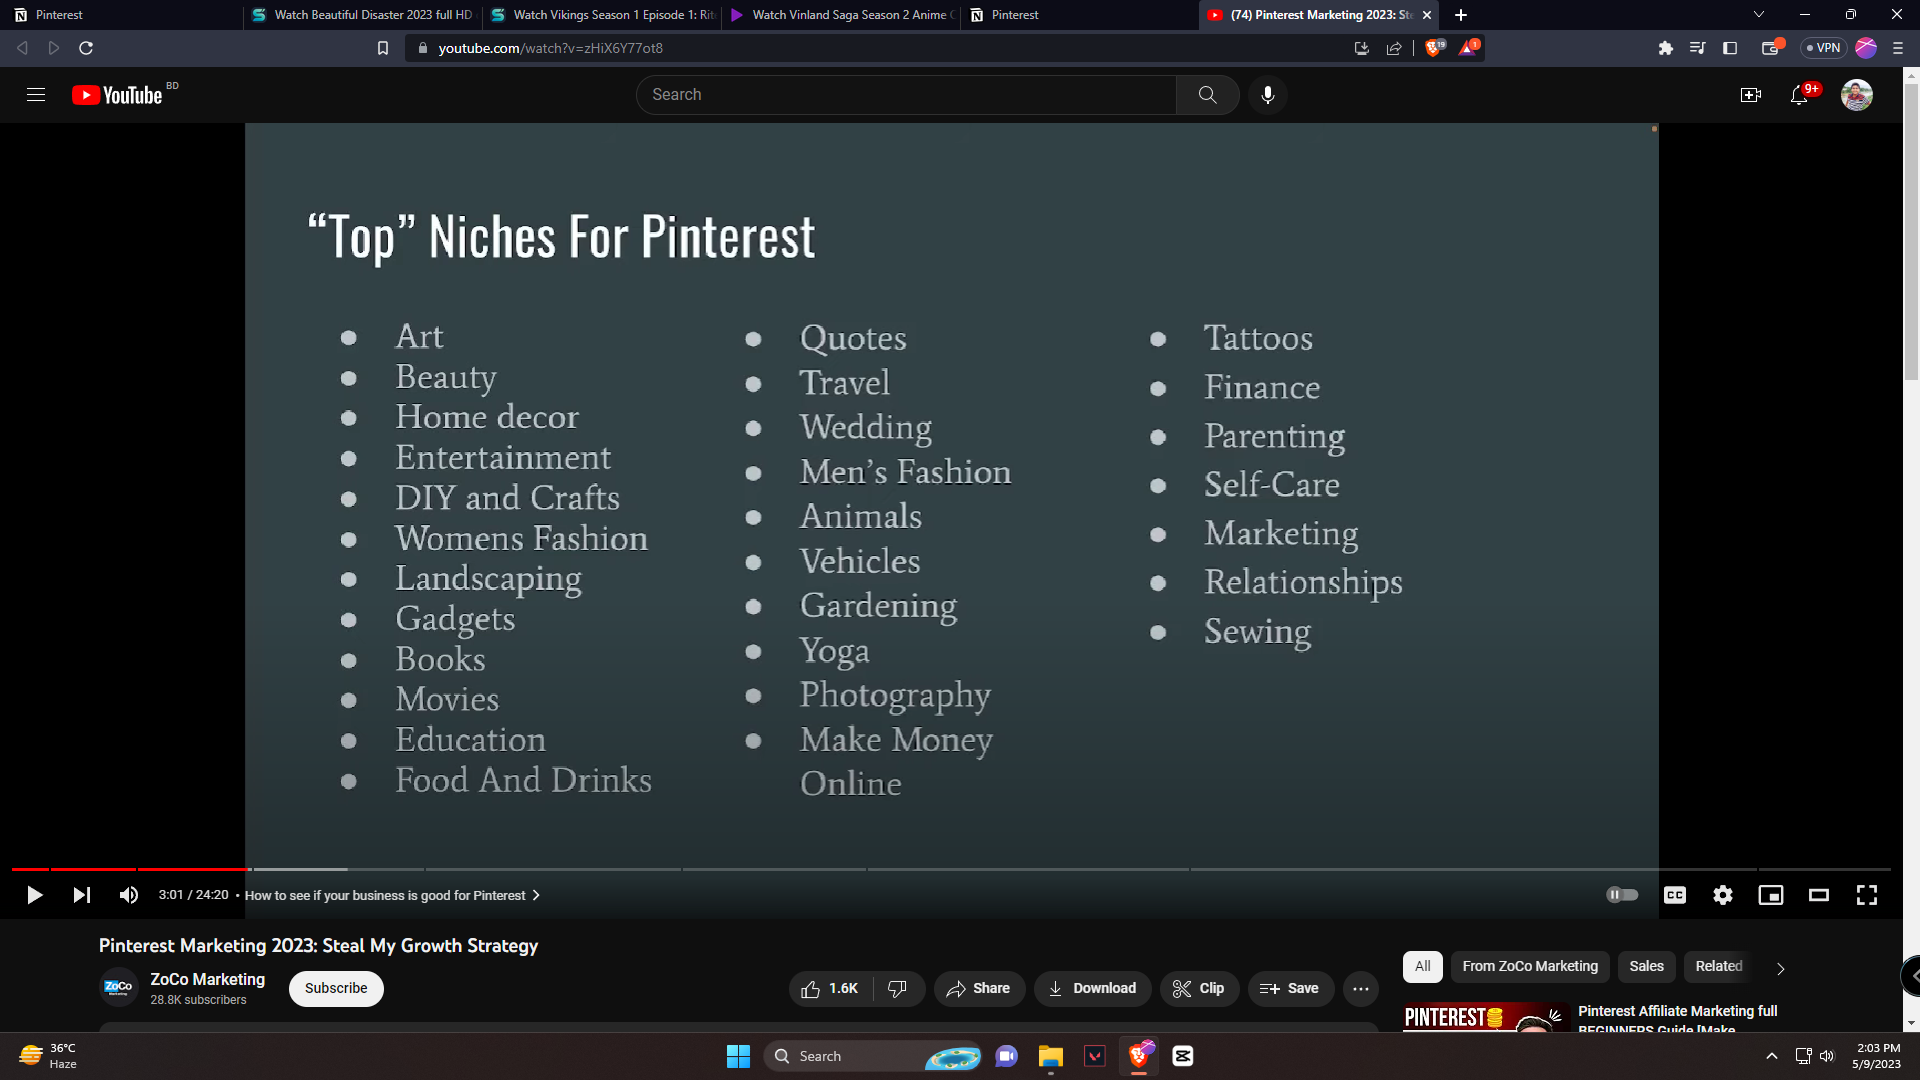 Pinterest
Watch Beautiful Disaster 2023 full HD
Watch Vikings Season 1 Episode 1: Rit
Watch Vinland Saga Season 2 Anime
Pinterest
(74) Pinterest Marketing 2023: St
youtube.com/watch?v=zHiX6Y77ot8
19
1
VPN
YouTube BD
Search
9+
“Top” Niches For Pinterest
Art
Beauty
Home decor
Entertainment
DIY and Crafts
Womens Fashion
Landscaping
Gadgets
Books
Movies
Education
Food And Drinks
Quotes
Travel
Wedding
Men’s Fashion
Animals
Vehicles
Gardening
Yoga
Photography
Make Money
Online
Tattoos
Finance
Parenting
Self-Care
Marketing
Relationships
Sewing
3:01 / 24:20 • How to see if your business is good for Pinterest
CC
Pinterest Marketing 2023: Steal My Growth Strategy
ZoCo Marketing
ZoCo Marketing
28.8K subscribers
Subscribe
1.6K
Share
Download
Clip
Save
All
From ZoCo Marketing
Sales
Related
PINTEREST
Pinterest Affiliate Marketing full
BEGINNERS Guide [Make
36°C
Haze
Search
2:03 PM
5/9/2023